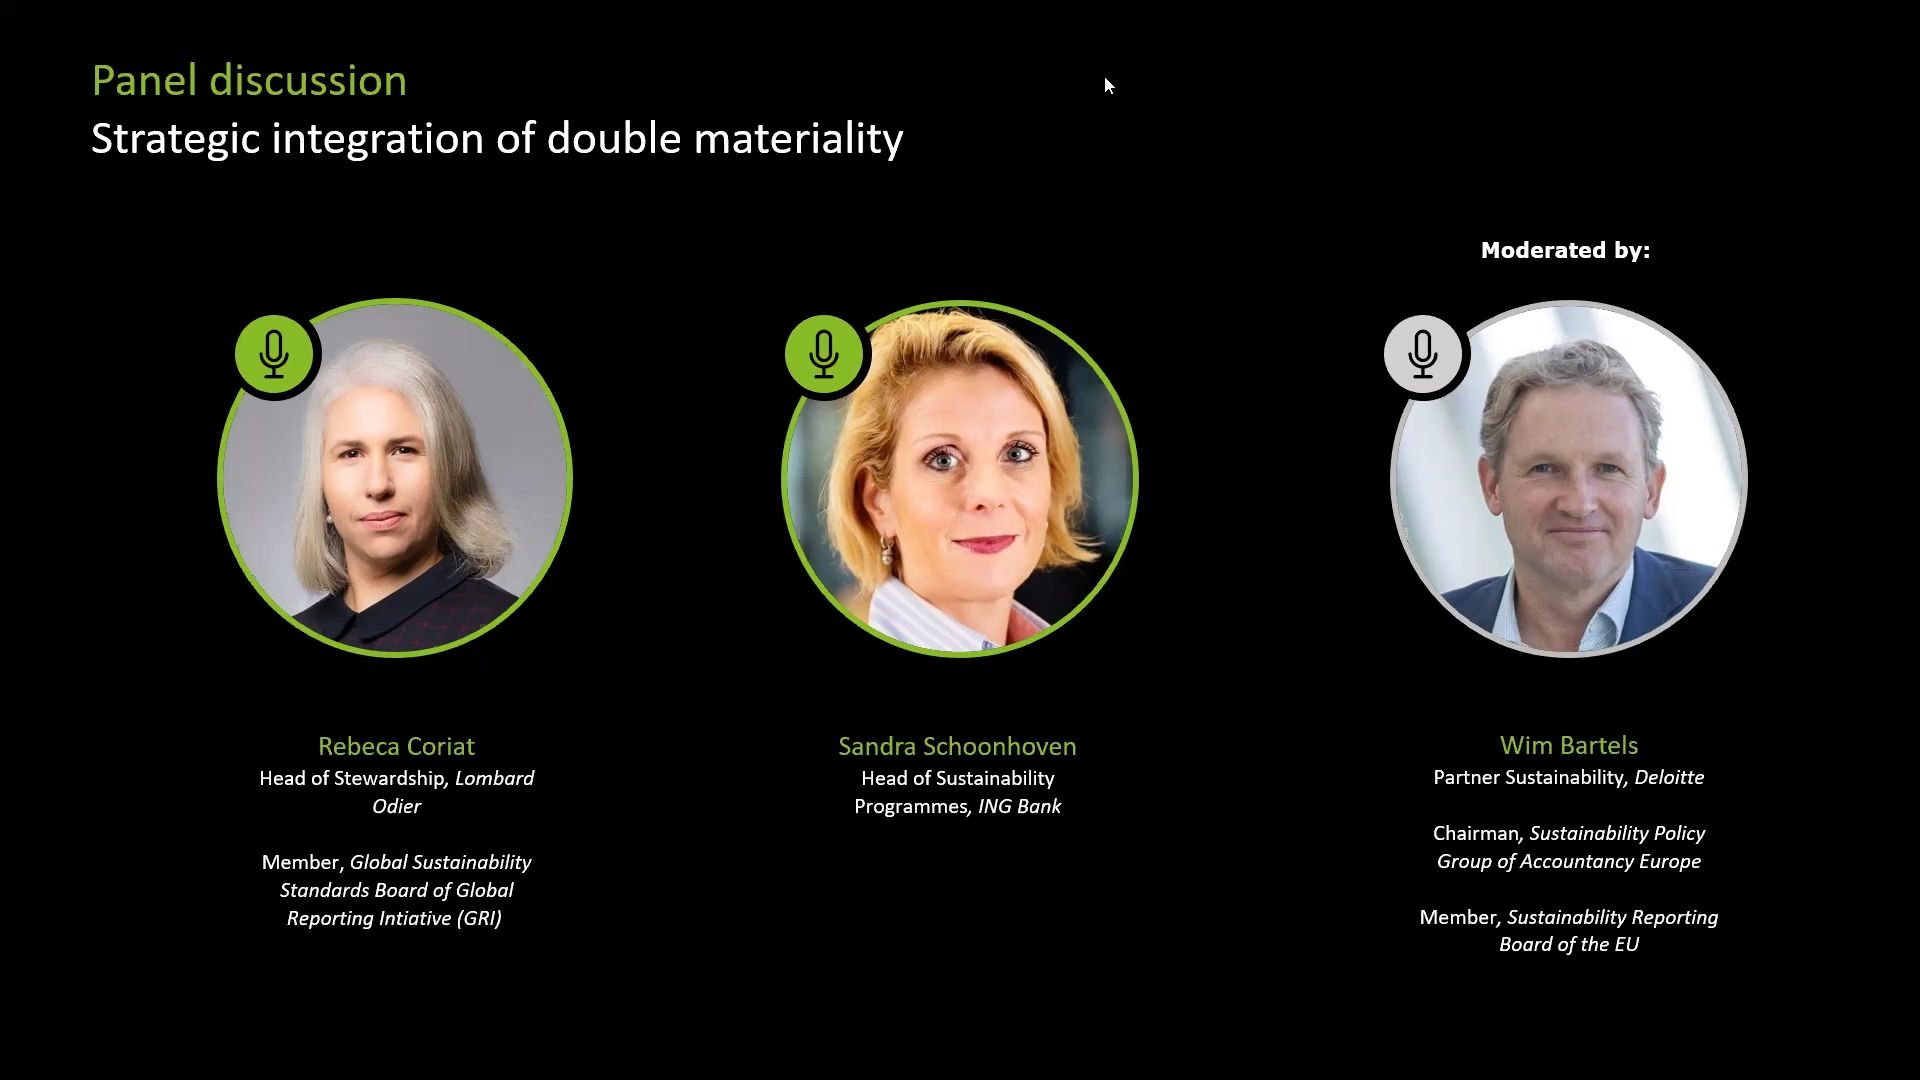 Panel discussion
Strategic integration of double materiality
Moderated by:
Rebeca Coriat
Head of Stewardship, Lombard
Odier
Member, Global Sustainability
Standards Board of Global
Reporting Intiative (GRI)
Sandra Schoonhoven
Head of Sustainability
Programmes, ING Bank
Wim Bartels
Partner Sustainability, Deloitte
Chairman, Sustainability Policy
Group of Accountancy Europe
Member, Sustainability Reporting
Board of the EU